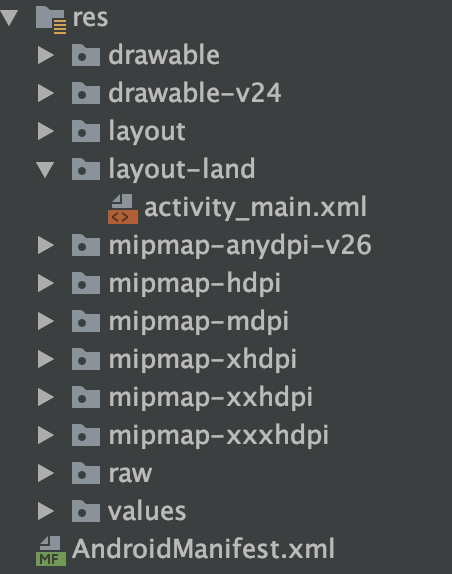 res
drawable
drawable-v24
layout
layout-land
<>
activity_main.xml
mipmap-anydpi-v26
mipmap-hdpi
mipmap-mdpi
mipmap-xhdpi
mipmap-xxhdpi
mipmap-xxxhdpi
raw
values
MF AndroidManifest.xml